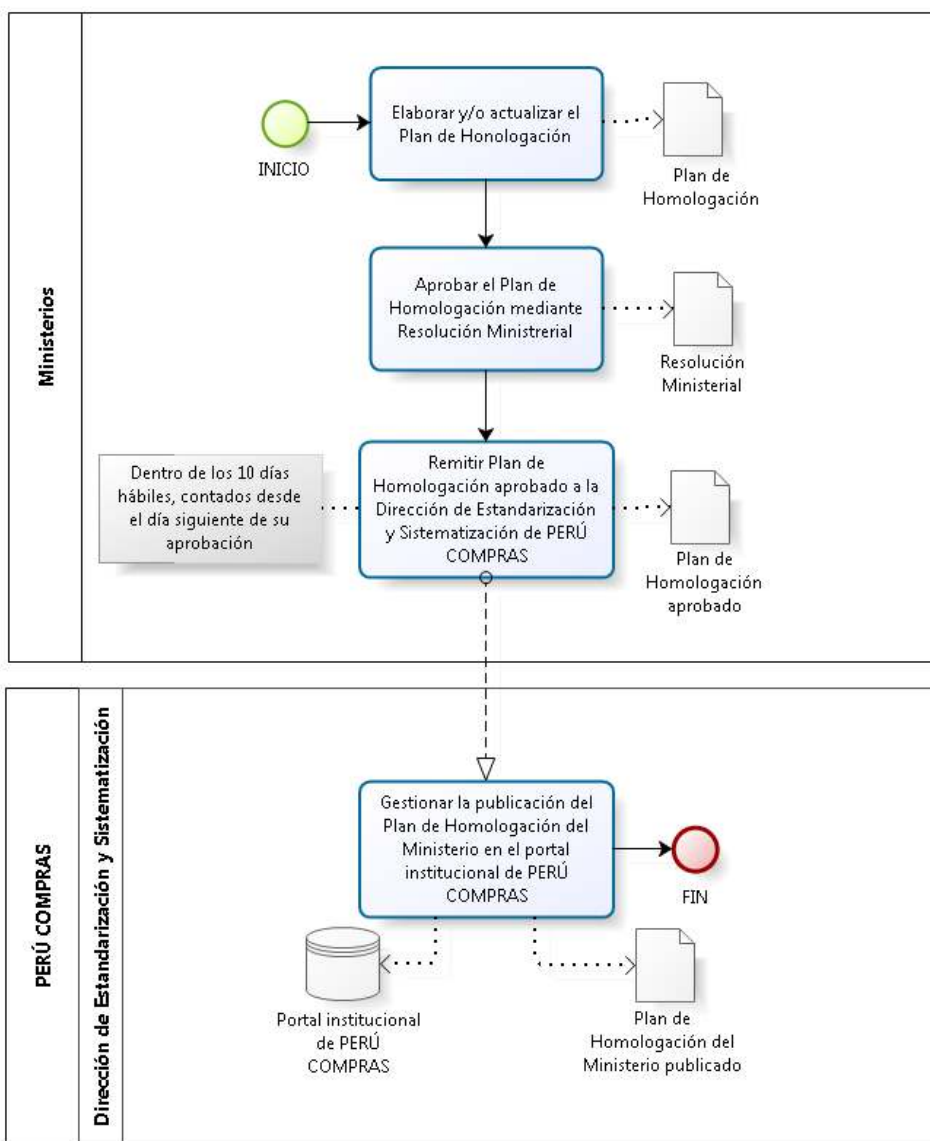 Ministerios
INICIO
Elaborar y/o actualizar el
Plan de Honologación
Plan de
Homologación
Aprobar el Plan de
Homologación mediante
Resolución Ministrerial
Resolución
Ministerial
Dentro de los 10 días
hábiles, contados desde
el día siguiente de su
aprobación
Remitir Plan de
Homologación aprobado a la
Dirección de Estandarización
y Sistematización de PERÚ
COMPRAS
Plan de
Homologación
aprobado
PERÚ COMPRAS
Dirección de Estandarización y Sistematización
Gestionar la publicación del
Plan de Homologación del
Ministerio en el portal
institucional de PERÚ
COMPRAS
FIN
Portal institucional
de PERÚ
COMPRAS
Plan de
Homologación del
Ministerio publicado